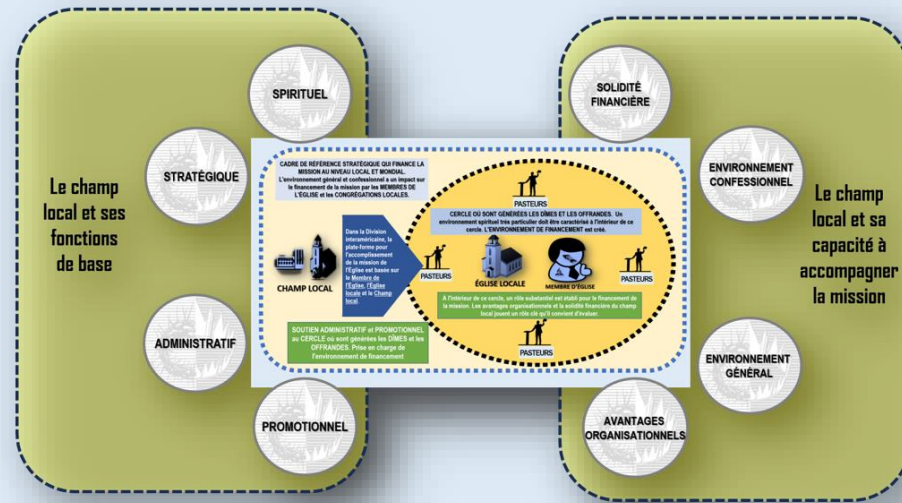 Le champ
local et ses
fonctions
de base
SPIRITUEL
STRATÉGIQUE
ADMINISTRATIF
PROMOTIONNEL
CADRE DE RÉFÉRENCE STRATÉGIQUE QUI FINANCE LA
MISSION AU NIVEAU LOCAL ET MONDIAL.
L'environnement général et confessionnel a un impact sur
le financement de la mission par les MEMBRES DE
L'ÉGLISE et les CONGRÉGATIONS LOCALES.
CHAMP LOCAL
Dans la Division
Interaméricaine, la
plate-forme pour
l'accomplissement
de la mission de
l'Église est basée
sur le Membre de
l'Église, l'Église
locale et le Champ
local.
SOUTIEN ADMINISTRATIF et PROMOTIONNEL
au CERCLE où sont générées les DÎMES et les
OFFRANDES. Prise en charge de
l'environnement de financement
PASTEURS
CERCLE OÙ SONT GÉNÉRÉES LES DÎMES ET LES OFFRANDES. Un
environnement spirituel très particulier doit être caractérisé à l'intérieur de ce
cercle. L'ENVIRONNEMENT DE FINANCEMENT est créé.
PASTEURS
ÉGLISE LOCALE
MEMBRE D'ÉGLISE
PASTEURS
À l'intérieur de ce cercle, un rôle substantiel est établi pour le financement de
la mission. Les avantages organisationnels et la solidité financière du champ
local jouent un rôle clé qu'il convient d'évaluer.
PASTEURS
SOLIDITÉ
FINANCIÈRE
ENVIRONNEMENT
CONFESSIONNEL
ENVIRONNEMENT
GÉNÉRAL
AVANTAGES
ORGANISATIONNELS
Le champ
local et sa
capacité à
accompagner
la mission